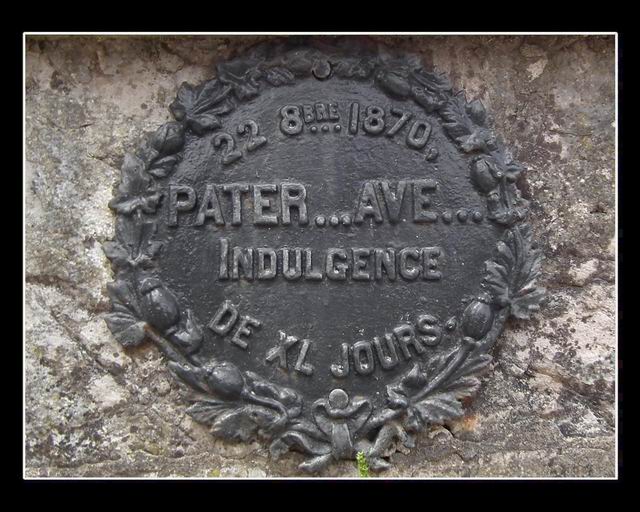 22 8BRE 1870,
PATER...AVE...
INDULGENCE
DE XL JOURS.